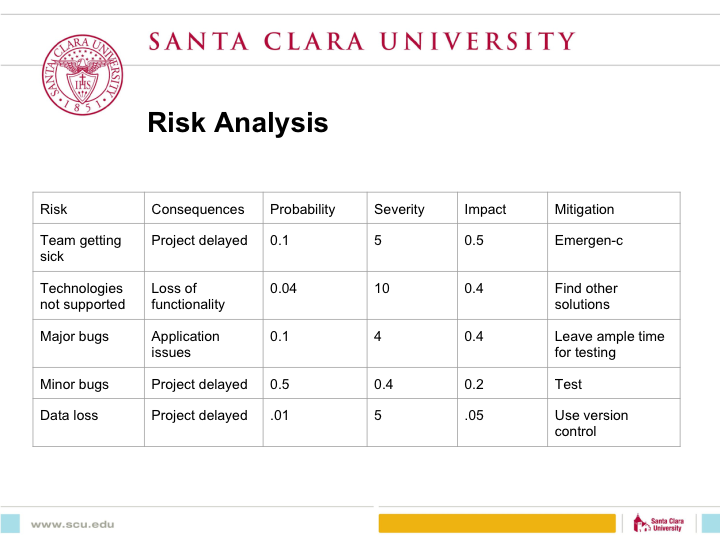 SANTA CLARA UNIVERSITY
SANTA CLARA UNIVERSITY
IHS
• 1851 •
Risk Analysis
Risk Consequences Probability Severity Impact Mitigation
Team getting
sick
Project delayed 0.1 5 0.5 Emergen-c
Technologies
not supported
Loss of
functionality
0.04 10 0.4 Find other
solutions
Major bugs Application
issues
0.1 4 0.4 Leave ample time
for testing
Minor bugs Project delayed 0.5 0.4 0.2 Test
Data loss Project delayed .01 5 .05 Use version
control
www.scu.edu
Santa Clara
University